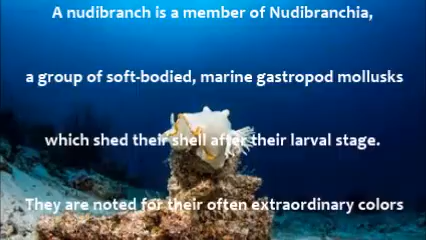 A nudibranch is a member of Nudibranchia,
a group of soft-bodied, marine gastropod mollusks
which shed their shell after their larval stage.
They are noted for their often extraordinary colors